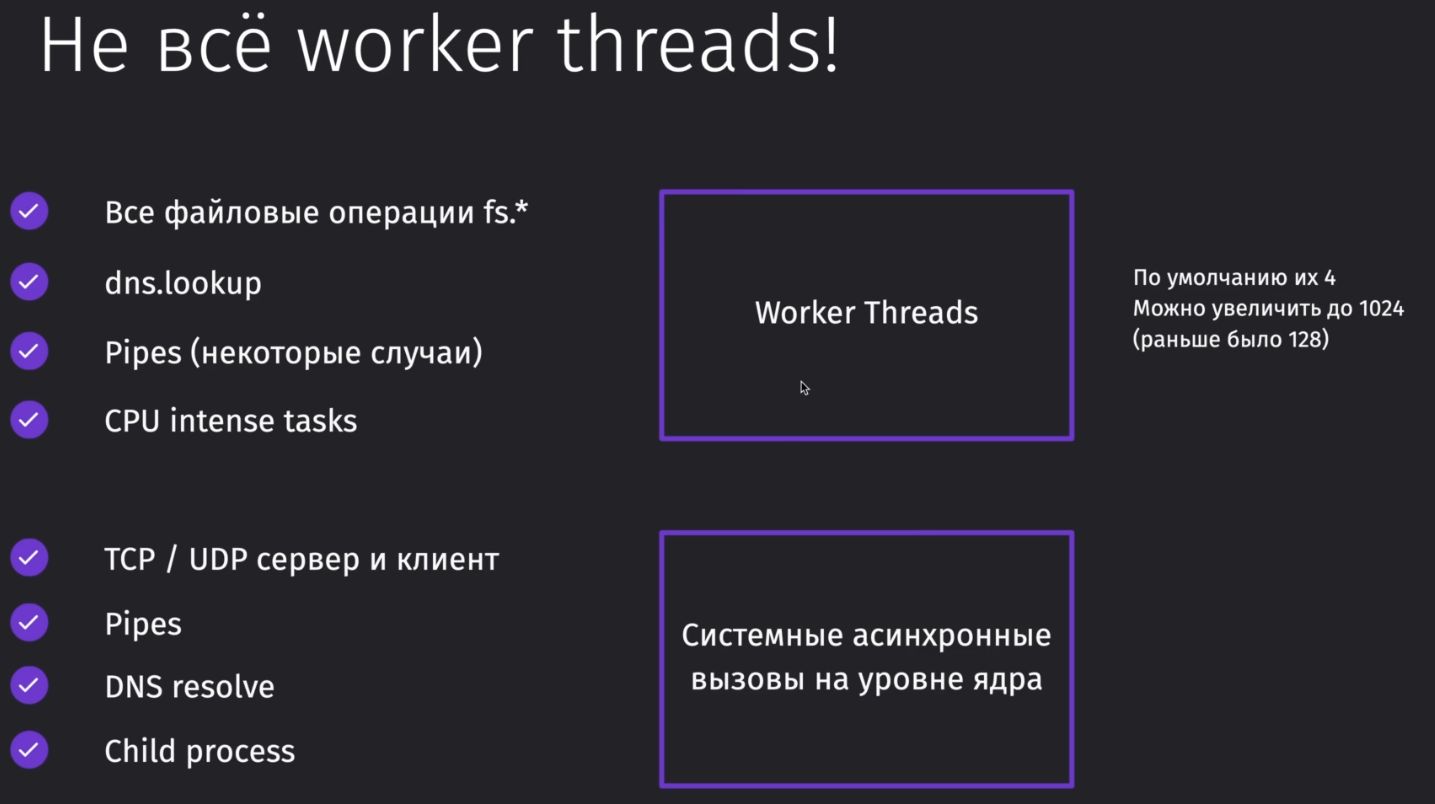 Не всё worker threads!
Все файловые операции fs.*
dns.lookup
Pipes (некоторые случаи)
CPU intense tasks
Worker Threads
По умолчанию их 4
Можно увеличить до 1024
(раньше было 128)
TCP / UDP сервер и клиент
Pipes
DNS resolve
Child process
Системные асинхронные
вызовы на уровне ядра